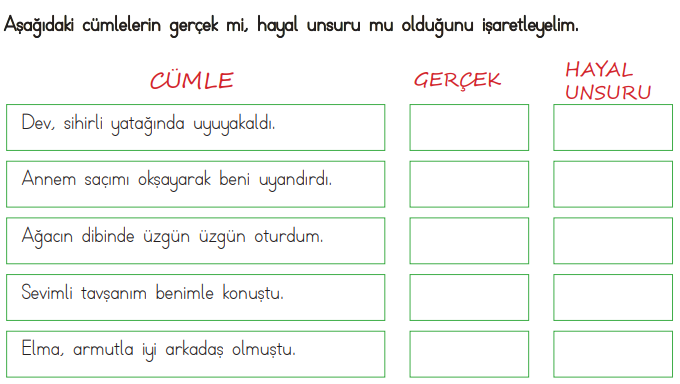 Aşağıdaki cümlelerin gerçek mi, hayal unsuru mu olduğunu işaretleyelim.
CÜMLE GERÇEK HAYAL UNSURU
Dev, sihirli yatağında uyuyakaldı.
Annem saçımı okşayarak beni uyandırdı.
Ağacın dibinde üzgün üzgün oturdum.
Sevimli tavşanım benimle konuştu.
Elma, armutla iyi arkadaş olmuştu.